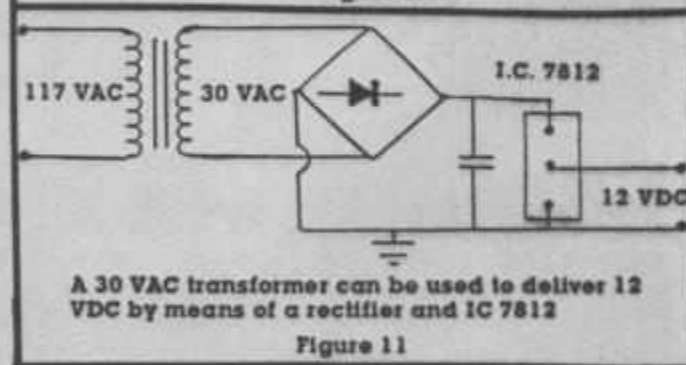 117 VAC
30 VAC
I.C. 7812
12 VDC
A 30 VAC transformer can be used to deliver 12
VDC by means of a rectifier and IC 7812
Figure 11